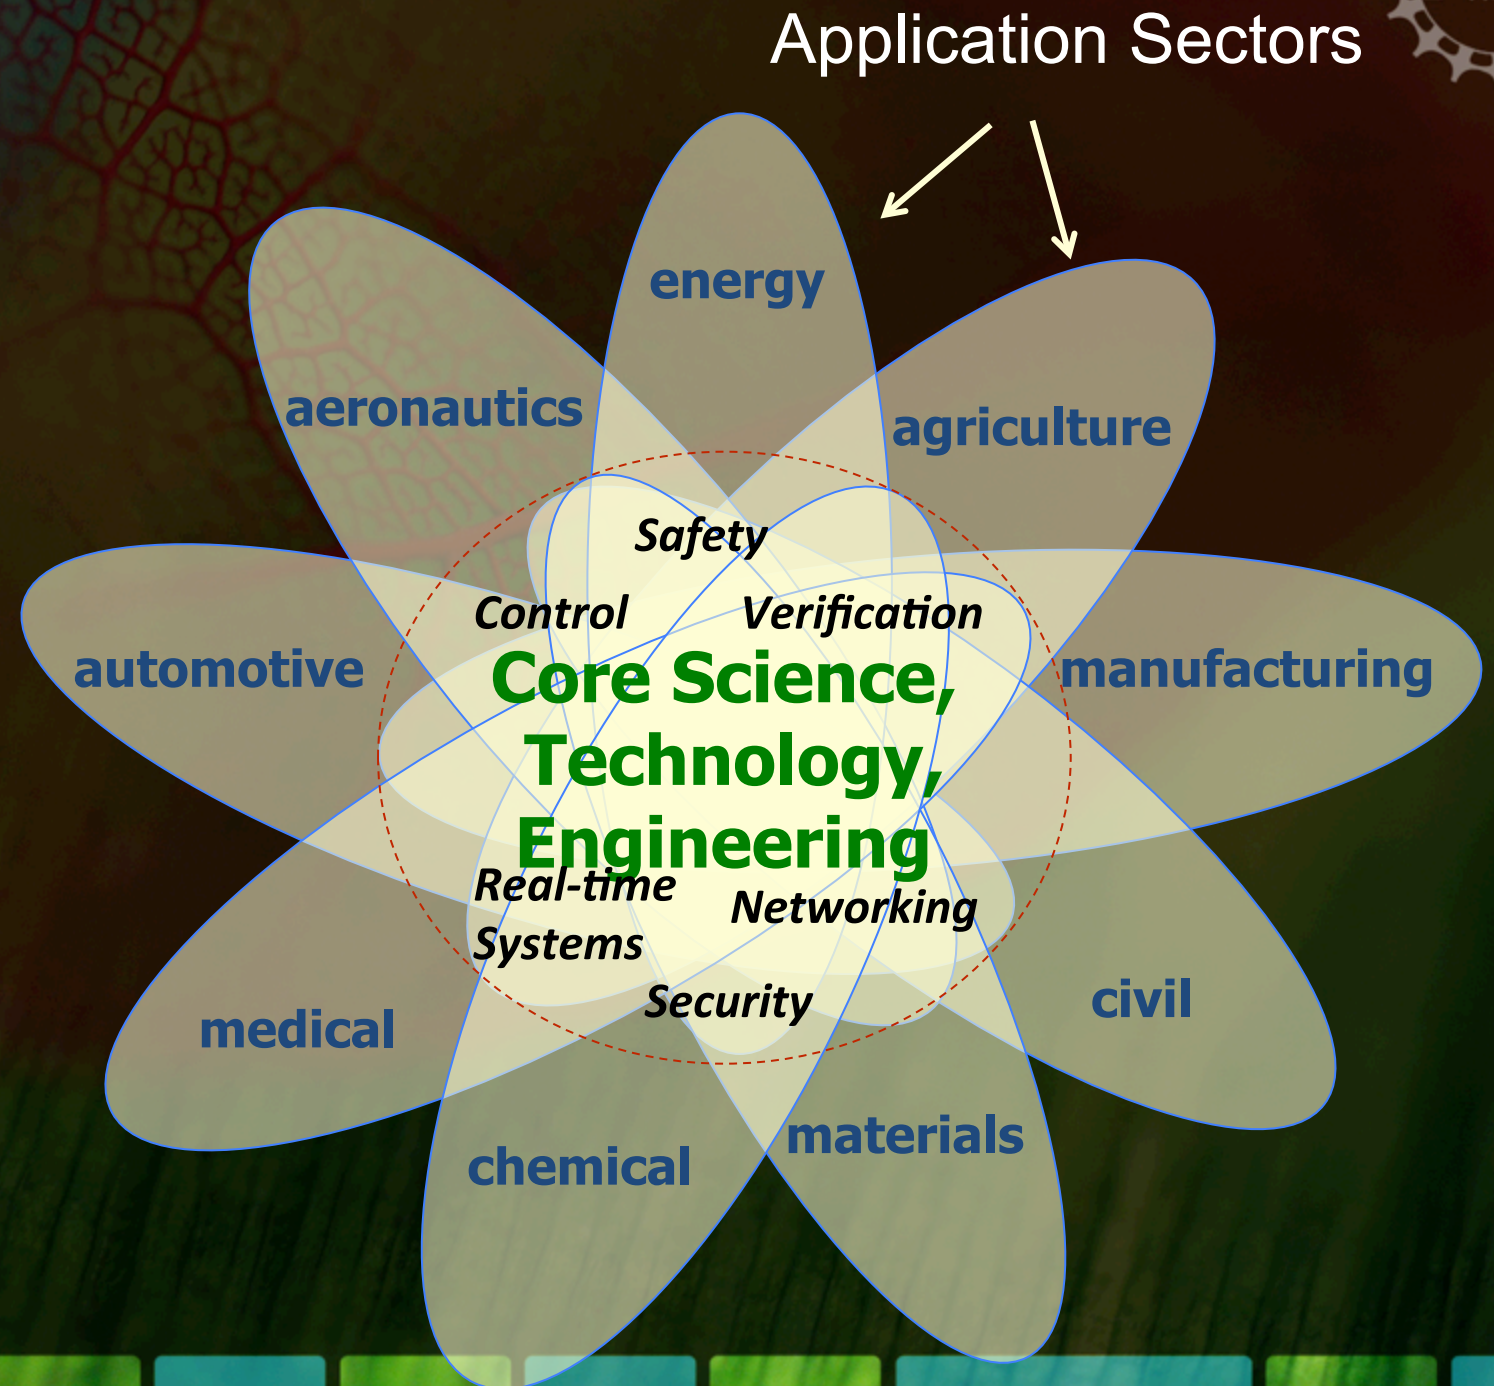 Application Sectors
energy
aeronautics
agriculture
Safety
Control
Verification
automotive
Core Science,
manufacturing
Technology,
Engineering
Real-time
Systems
Networking
Security
civil
medical
materials
chemical